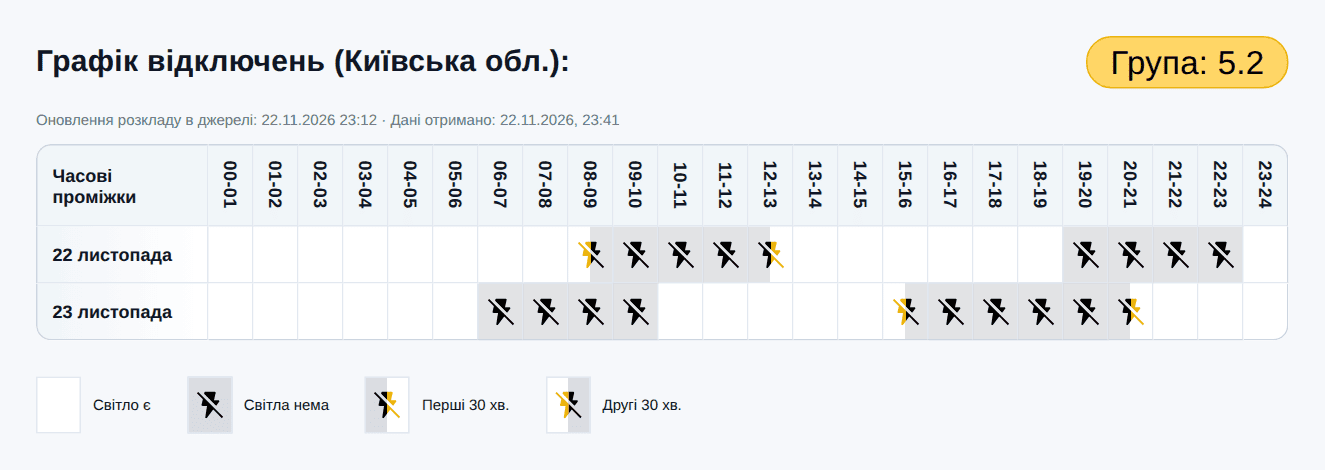 Графік відключень (Київська обл.):
Група: 5.2
Оновлення розкладу в джерелі: 22.11.2026 23:12 · Дані отримано: 22.11.2026, 23:41
Часові
проміжки
00-01
01-02
02-03
03-04
04-05
05-06
06-07
07-08
08-09
09-10
10-11
11-12
12-13
13-14
14-15
15-16
16-17
17-18
18-19
19-20
20-21
21-22
22-23
23-24
22 листопада
23 листопада
Світло є
Світла нема
Перші 30 хв.
Другі 30 хв.